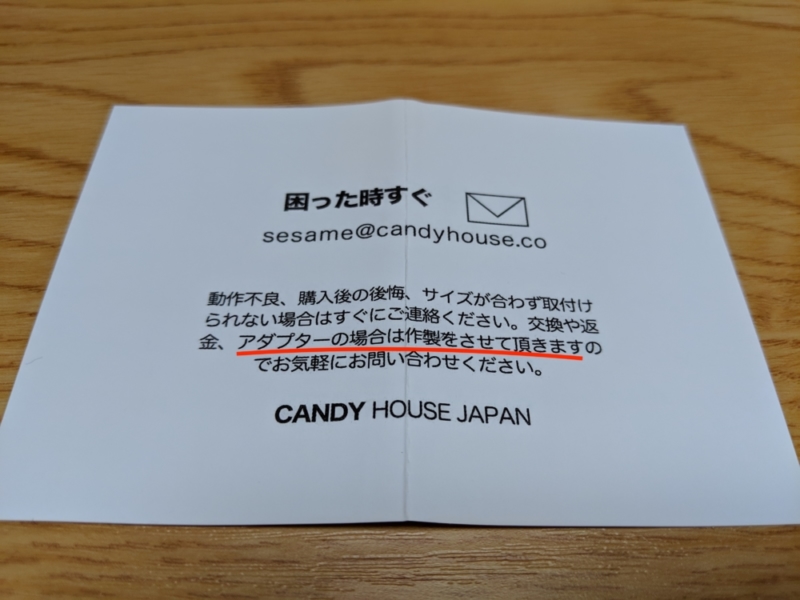 困った時すぐ
sesame@candyhouse.co
動作不良、購入後の後悔、サイズが合わず取付け
られない場合はすぐにご連絡ください。交換や返
金、アダプターの場合は作製をさせて頂きますの
でお気軽にお問い合わせください。
CANDY HOUSE JAPAN